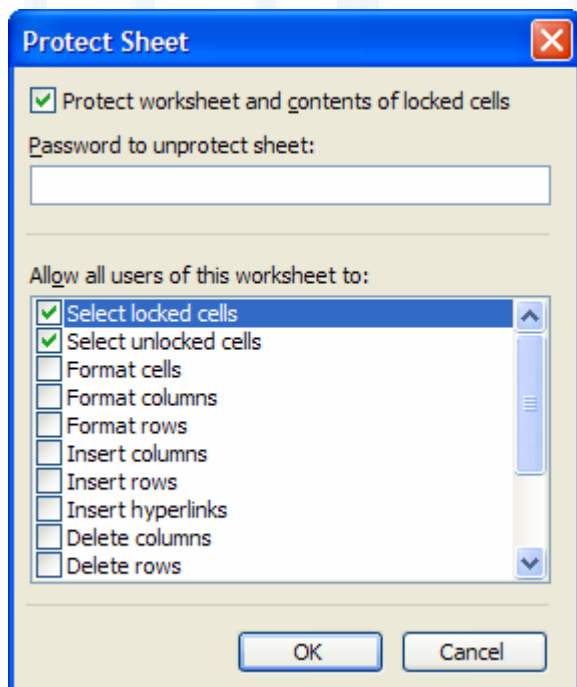 Protect Sheet
Protect worksheet and contents of locked cells
Password to unprotect sheet:
Allow all users of this worksheet to:
Select locked cells
Select unlocked cells
Format cells
Format columns
Format rows
Insert columns
Insert rows
Insert hyperlinks
Delete columns
Delete rows
OK Cancel